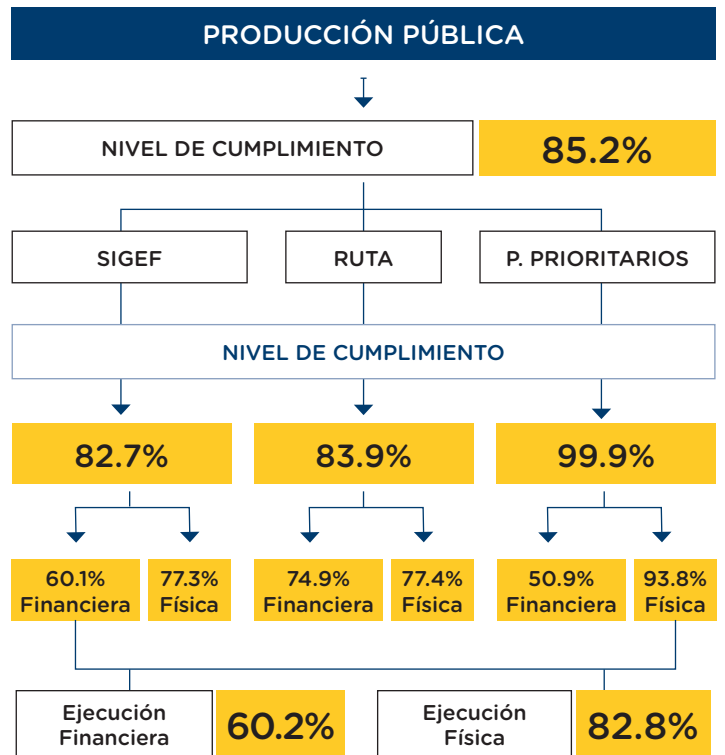 PRODUCCIÓN PÚBLICA
NIVEL DE CUMPLIMIENTO
85.2%
SIGEF
RUTA
P. PRIORITARIOS
NIVEL DE CUMPLIMIENTO
82.7%
83.9%
99.9%
60.1%
Financiera
77.3%
Física
74.9%
Financiera
77.4%
Física
50.9%
Financiera
93.8%
Física
Ejecución
Financiera
60.2%
Ejecución
Física
82.8%